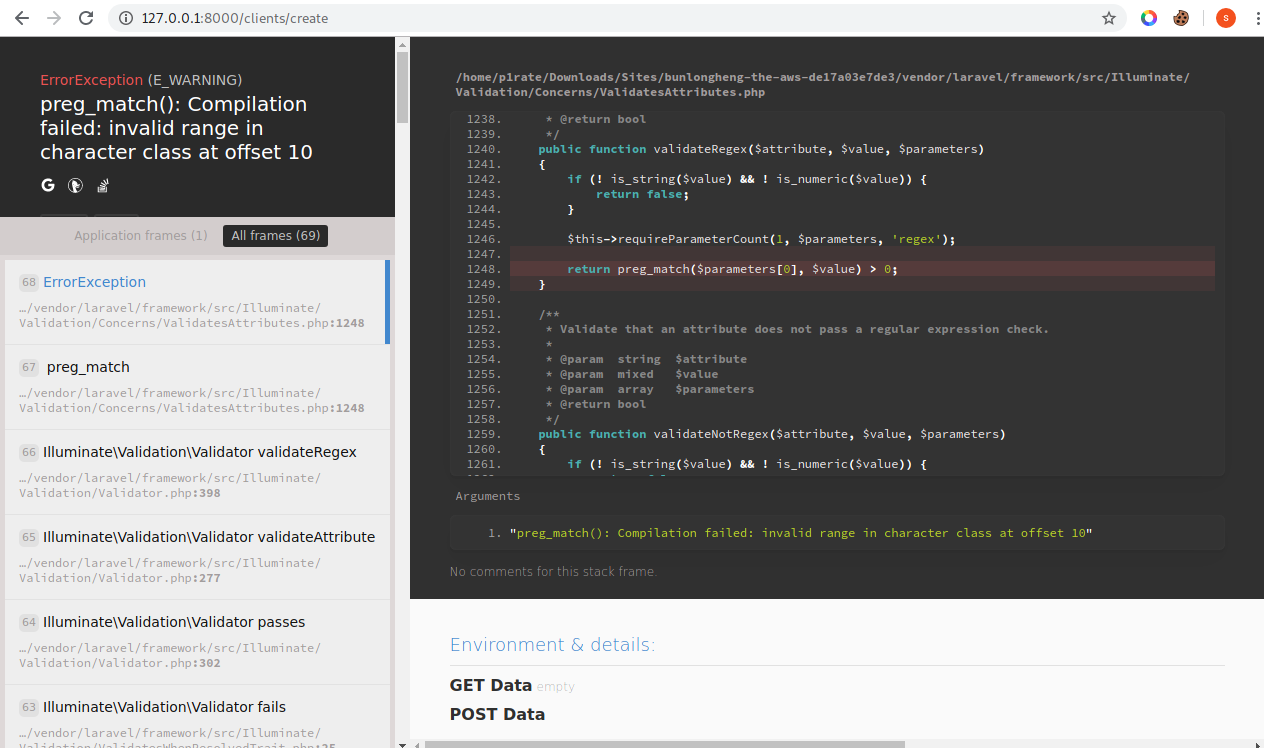 127.0.0.1:8000/clients/create
S
ErrorException (E_WARNING)
preg_match(): Compilation
failed: invalid range in
character class at offset 10
Application frames (1)
All frames (69)
68 ErrorException
…/vendor/laravel/framework/src/Illuminate/
Validation/Concerns/ValidatesAttributes.php:1248
67 preg_match
…/vendor/laravel/framework/src/Illuminate/
Validation/Concerns/ValidatesAttributes.php:1248
66 Illuminate\Validation\Validator validateRegex
…/vendor/laravel/framework/src/Illuminate/
Validation/Validator.php:398
65 Illuminate\Validation\Validator validateAttribute
…/vendor/laravel/framework/src/Illuminate/
Validation/Validator.php:277
64 Illuminate\Validation\Validator passes
…/vendor/laravel/framework/src/Illuminate/
Validation/Validator.php:302
63 Illuminate\Validation\Validator fails
…/vendor/laravel/framework/src/Illuminate/
Validation/ValidatesWhenResolvedTrait.php:25
/home/p1rate/Downloads/Sites/bunlongheng-the-aws-de17a03e7de3/vendor/laravel/framework/src/Illuminate/
Validation/Concerns/ValidatesAttributes.php
1238.      * @return bool
1239.      */
1240.     public function validateRegex($attribute, $value, $parameters)
1241.     {
1242.         if (! is_string($value) && ! is_numeric($value)) {
1243.             return false;
1244.         }
1245.
1246.         $this->requireParameterCount(1, $parameters, 'regex');
1247.
1248.         return preg_match($parameters[0], $value) > 0;
1249.     }
1250.
1251.     /**
1252.      * Validate that an attribute does not pass a regular expression check.
1253.      *
1254.      * @param  string  $attribute
1255.      * @param  mixed   $value
1256.      * @param  array   $parameters
1257.      * @return bool
1258.      */
1259.     public function validateNotRegex($attribute, $value, $parameters)
1260.     {
1261.         if (! is_string($value) && ! is_numeric($value)) {
Arguments
1. "preg_match(): Compilation failed: invalid range in character class at offset 10"
No comments for this stack frame.
Environment & details:
GET Data empty
POST Data